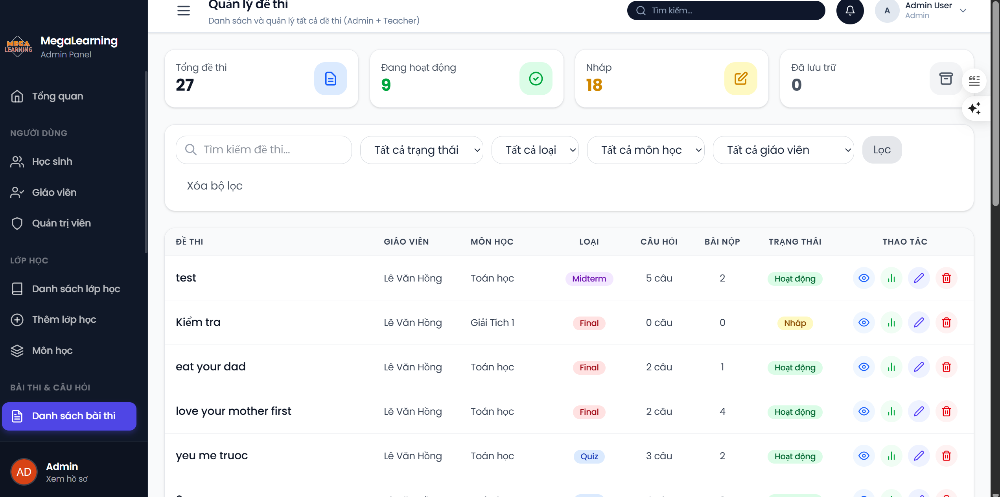 MEGA
LEARNING
MegaLearning
Admin Panel
Tổng quan
NGƯỜI DÙNG
Học sinh
Giáo viên
Quản trị viên
LỚP HỌC
Danh sách lớp học
Thêm lớp học
Môn học
BÀI THI & CÂU HỎI
Danh sách bài thi
AD
Admin
Xem hồ sơ
Quản lý đề thi
Danh sách và quản lý tất cả đề thi (Admin + Teacher)
Tìm kiếm...
A
Admin User
Admin
Tổng đề thi
27
Đang hoạt động
9
Nháp
18
Đã lưu trữ
0
Tìm kiếm đề thi...
Tất cả trạng thái
Tất cả loại
Tất cả môn học
Tất cả giáo viên
Lọc
Xóa bộ lọc
ĐỀ THI GIÁO VIÊN MÔN HỌC LOẠI CÂU HỎI BÀI NỘP TRẠNG THÁI THAO TÁC
test Lê Văn Hồng Toán học Midterm 5 câu 2 Hoạt động
Kiểm tra Lê Văn Hồng Giải Tích 1 Final 0 câu 0 Nháp
eat your dad Lê Văn Hồng Toán học Final 2 câu 1 Hoạt động
love your mother first Lê Văn Hồng Toán học Final 2 câu 4 Hoạt động
yeu me truoc Lê Văn Hồng Toán học Quiz 3 câu 2 Hoạt động